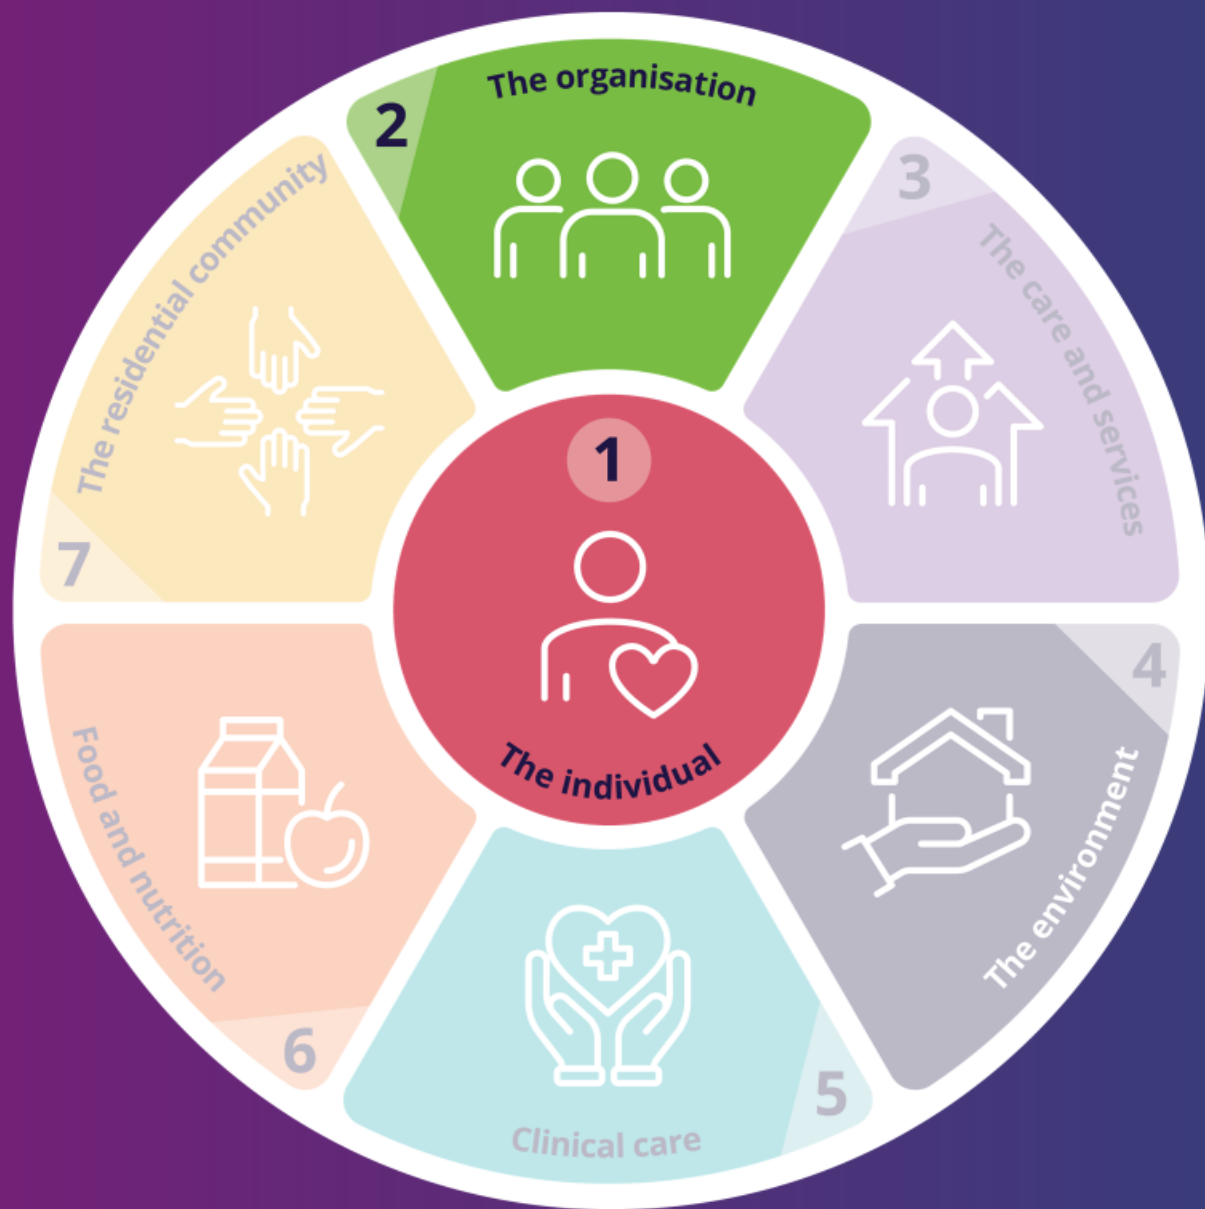 1
The individual
2
The organisation
3
The care and services
4
The environment
5
Clinical care
6
Food and nutrition
7
The residential community